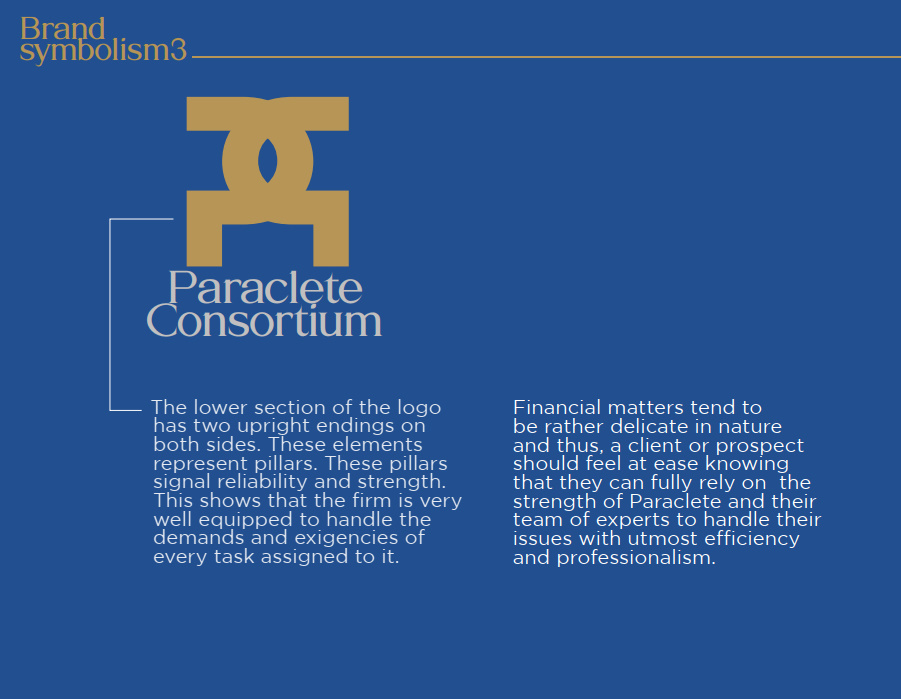 Brand
symbolism3
Paraclete
Consortium
The lower section of the logo
has two upright endings on
both sides. These elements
represent pillars. These pillars
signal reliability and strength.
This shows that the firm is very
well equipped to handle the
demands and exigencies of
every task assigned to it.
Financial matters tend to
be rather delicate in nature
and thus, a client or prospect
should feel at ease knowing
that they can fully rely on  the
strength of Paraclete and their
team of experts to handle their
issues with utmost efficiency
and professionalism.